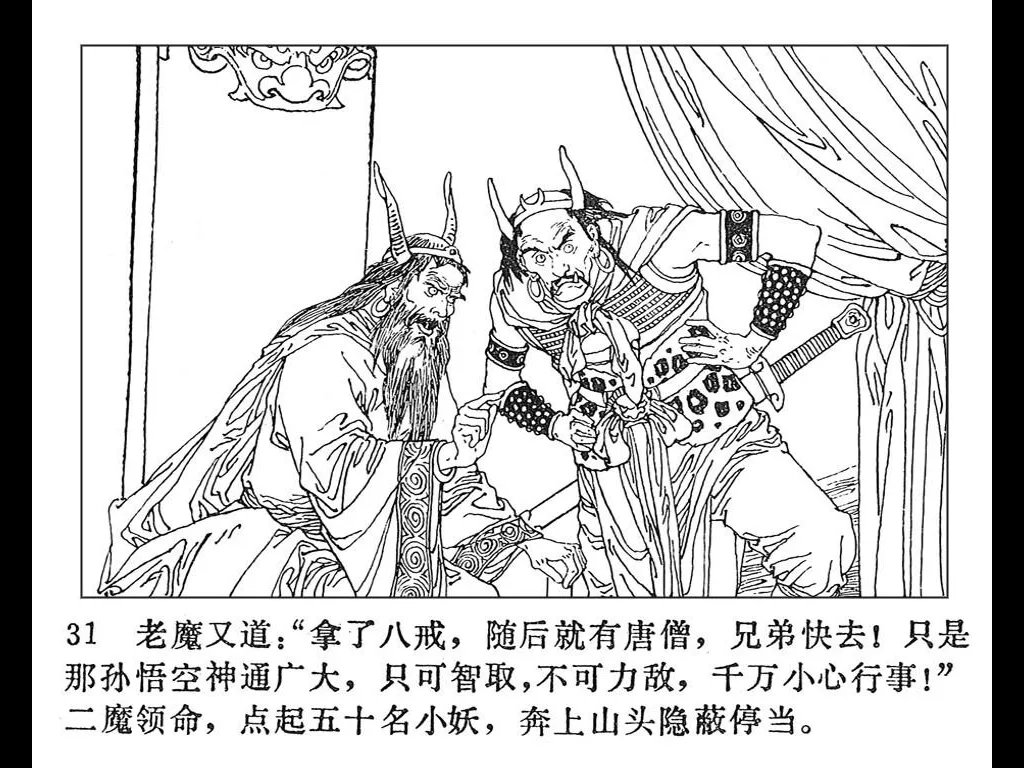 31 老魔又道：“拿了八戒，随后就有唐僧，兄弟快去！只是
那孙悟空神通广大，只可智取，不可力敌，千万小心行事！”
二魔领命，点起五十名小妖，奔上山头隐蔽停当。